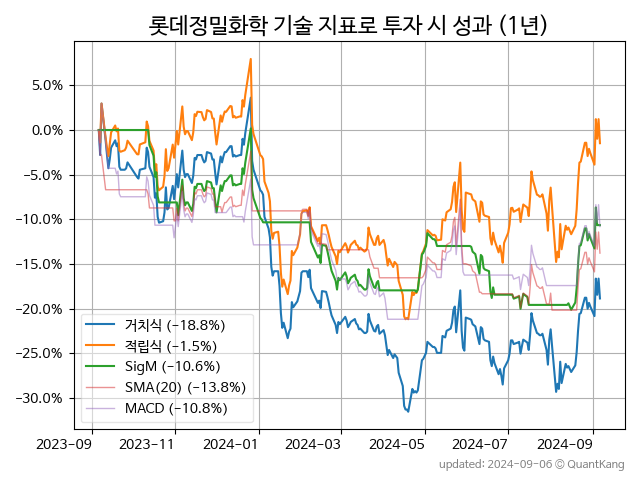 롯데정밀화학 기술 지표로 투자 시 성과 (1년)
5.0%
0.0%
−5.0%
−10.0%
−15.0%
−20.0%
−25.0%
−30.0%
거치식 (−18.8%)
적립식 (−1.5%)
SigM (−10.6%)
SMA(20) (−13.8%)
MACD (−10.8%)
2023-09 2023-11 2024-01 2024-03 2024-05 2024-07 2024-09
updated: 2024-09-06 © QuantKang